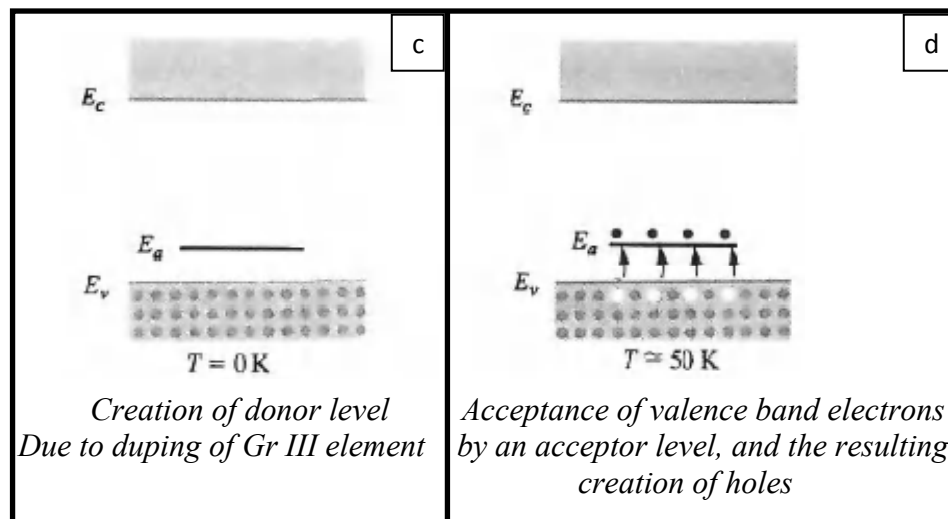 c
E_c
E_a
E_v
T = 0 K
Creation of donor level
Due to duping of Gr III element
d
E_c
E_a
E_v
T ≃ 50 K
Acceptance of valence band electrons
by an acceptor level, and the resulting
creation of holes